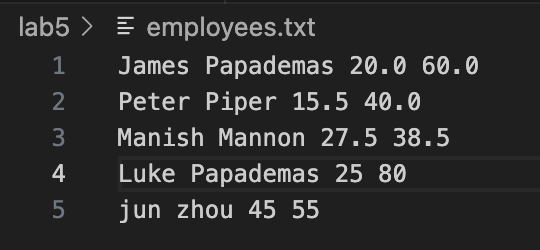 lab5 > employees.txt
1 James Papademas 20.0 60.0
2 Peter Piper 15.5 40.0
3 Manish Mannon 27.5 38.5
4 Luke Papademas 25 80
5 jun zhou 45 55